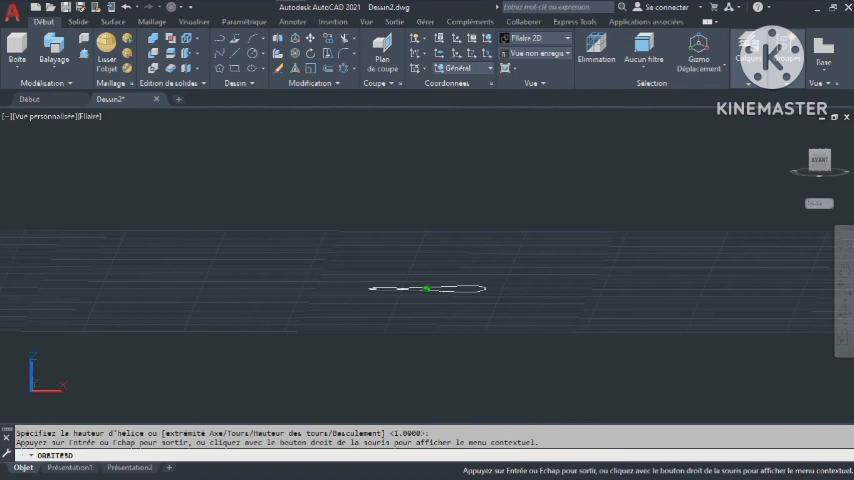 Autodesk AutoCAD 2021 Dessin2.dwg
Entrez mot-clé ou expression
Se connecter
Début Solide Surface Maillage Visualiser Paramétrique Annoter Insertion Vue Sortie Gérer Compléments Collaborer Express Tools Applications associées
Boîte
Balayage
Lisser
l'objet
Plan
de coupe
Général
Filaire 2D
Vue non enregis
Elimination
Aucun filtre
Gizmo
Déplacement
Calques
Groupes
Base
Modélisation
Maillage
Edition de solides
Dessin
Modification
Coupe
Coordonnées
Vue
Sélection
Vue
KINEMASTER
Début
Dessin2*
[−][Vue personnalisée][Filaire]
AVANT
Z
Y
X
Spécifiez la hauteur d'hélice ou [extrémité Axe/Tours/Hauteur des tours/Basculement] <1.0000>:
Appuyez sur Entrée ou Echap pour sortir, ou cliquez avec le bouton droit de la souris pour afficher le menu contextuel.
ORBITE3D
Objet
Présentation1
Présentation2
Appuyez sur Entrée ou Echap pour sortir, ou cliquez avec le bouton droit de la souris pour afficher le menu contextuel.